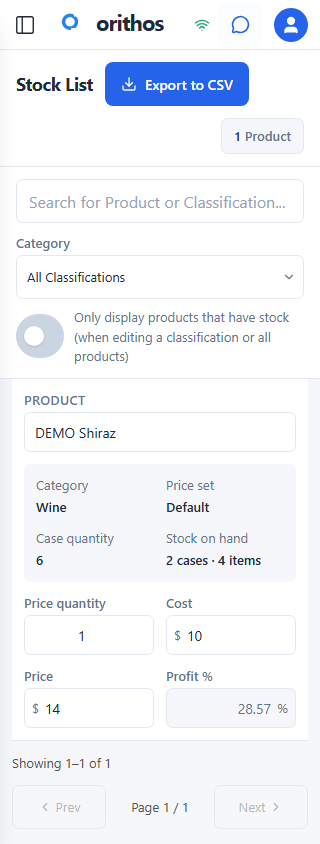 orithos
Stock List
Export to CSV
1 Product
Search for Product or Classification...
Category
All Classifications
Only display products that have stock
(when editing a classification or all
products)
PRODUCT
DEMO Shiraz
Category Price set
Wine Default
Case quantity Stock on hand
6 2 cases · 4 items
Price quantity Cost
1 $ 10
Price Profit %
$ 14 28.57 %
Showing 1–1 of 1
Prev Page 1 / 1 Next